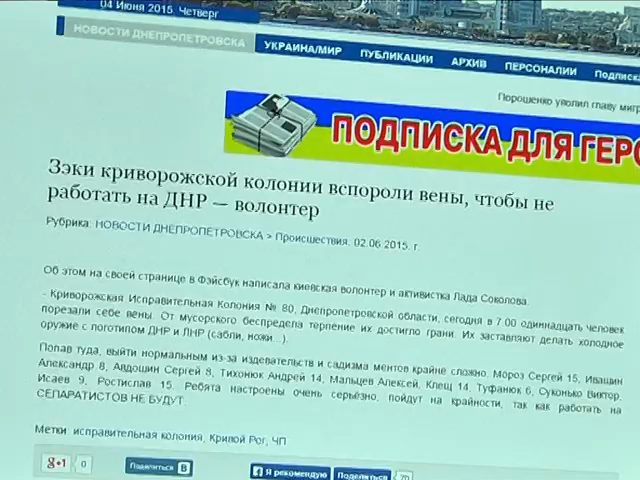 04 Июня 2015. Четверг
НОВОСТИ ДНЕПРОПЕТРОВСКА УКРАИНА/МИР ПУБЛИКАЦИИ АРХИВ ПЕРСОНАЛИИ Подписка
Порошенко уволил главу мигр
ПОДПИСКА ДЛЯ ГЕРО
Зэки криворожской колонии вспороли вены, чтобы не
работать на ДНР — волонтер
Рубрика: НОВОСТИ ДНЕПРОПЕТРОВСКА > Происшествия. 02.06.2015. г.
Об этом на своей странице в Фэйсбук написала киевская волонтер и активистка Лада Соколова.
- Криворожская Исправительная Колония № 80, Днепропетровской области, сегодня в 7 00 одиннадцать человек
порезали себе вены. От мусорского беспредела терпение их достигло грани. Их заставляют делать холодное
оружие с логотипом ДНР и ЛНР (сабли, ножи...).
Попав туда, выйти нормальным из-за издевательств и садизма ментов крайне сложно. Мороз Сергей 15, Ивашин
Александр 8, Авдошин Сергей 8, Тихонюк Андрей 14, Мальцев Алексей, Клещ 14, Туфанюк 6, Суконько Виктор,
Исаев 9, Ростислав 15. Ребята настроены очень серьёзно, пойдут на крайности, так как работать на
СЕПАРАТИСТОВ НЕ БУДУТ.
Метки: исправительная колония, Кривой Рог, ЧП
g+1 0 Поделиться В Я рекомендую Поделиться 70